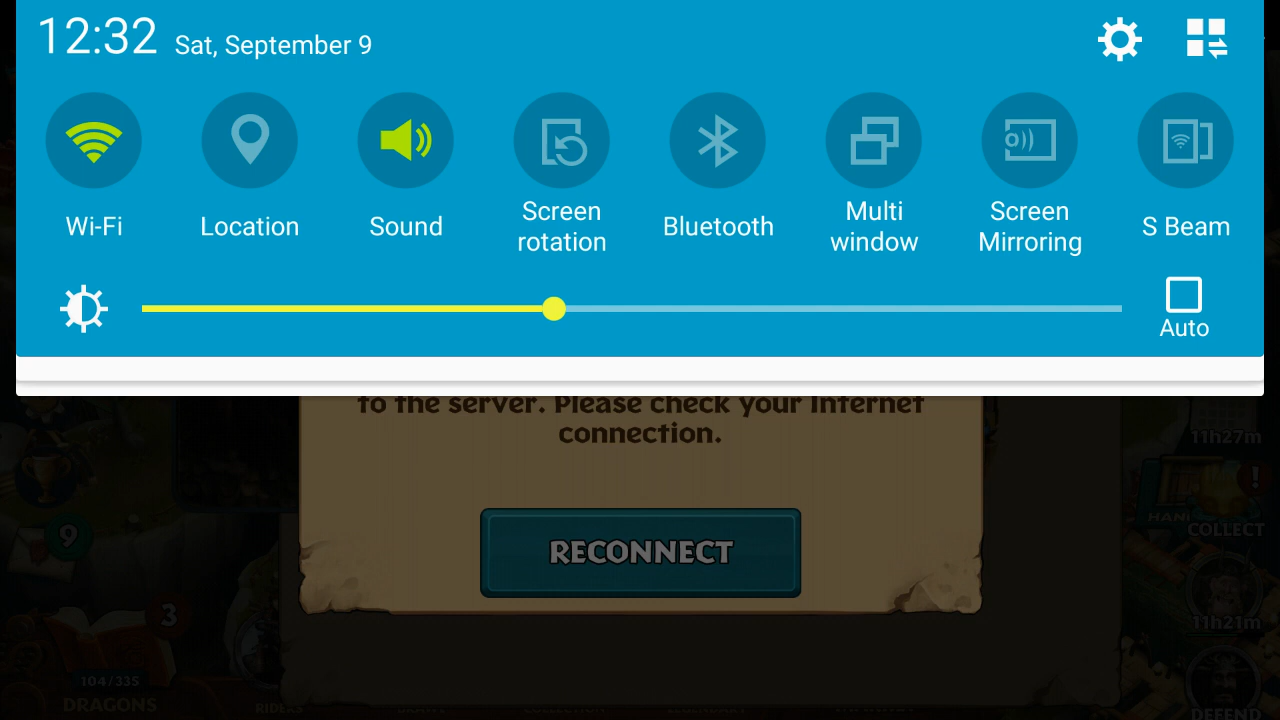 12:32 Sat, September 9
Wi-Fi
Location
Sound
Screen
rotation
Bluetooth
Multi
window
Screen
Mirroring
S Beam
Auto
to the server. Please check your Internet
connection.
RECONNECT
11h27m
9
!
COLLECT
3
11h21m
104/335
DRAGONS
DEFEND